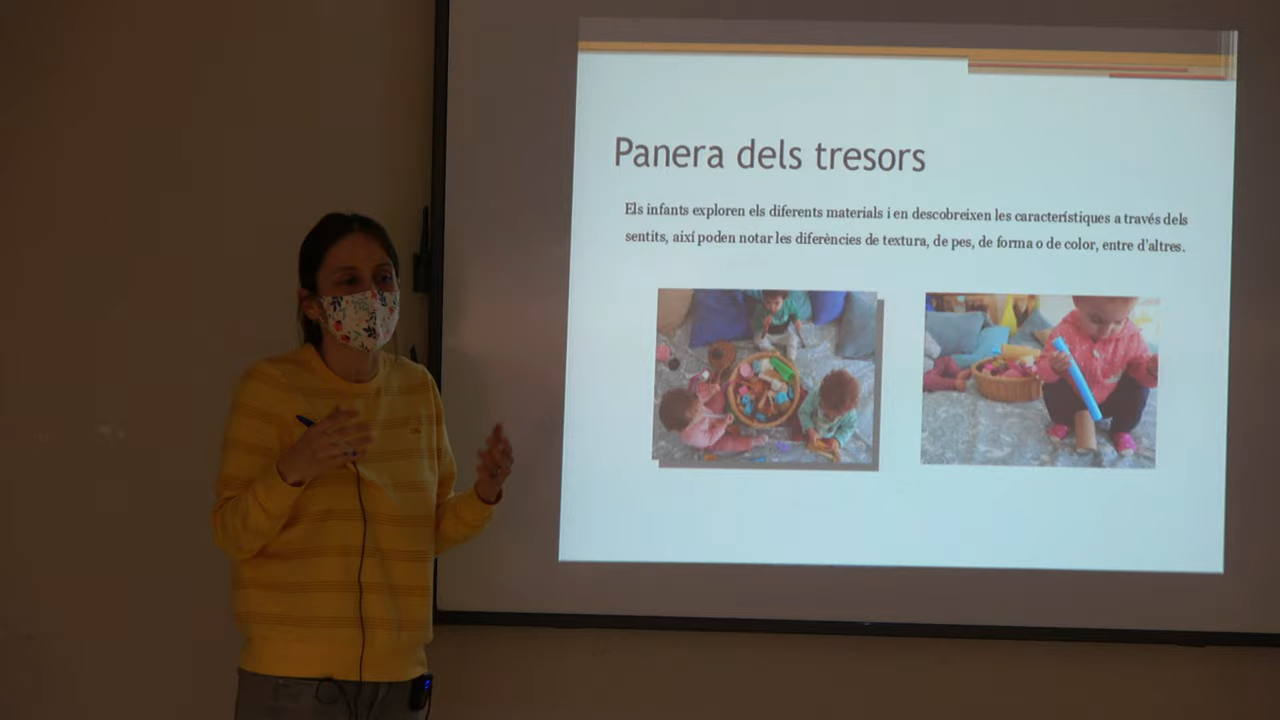 Panera dels tresors
Els infants exploren els diferents materials i en descobreixen les característiques a través dels
sentits, així poden notar les diferències de textura, de pes, de forma o de color, entre d'altres.